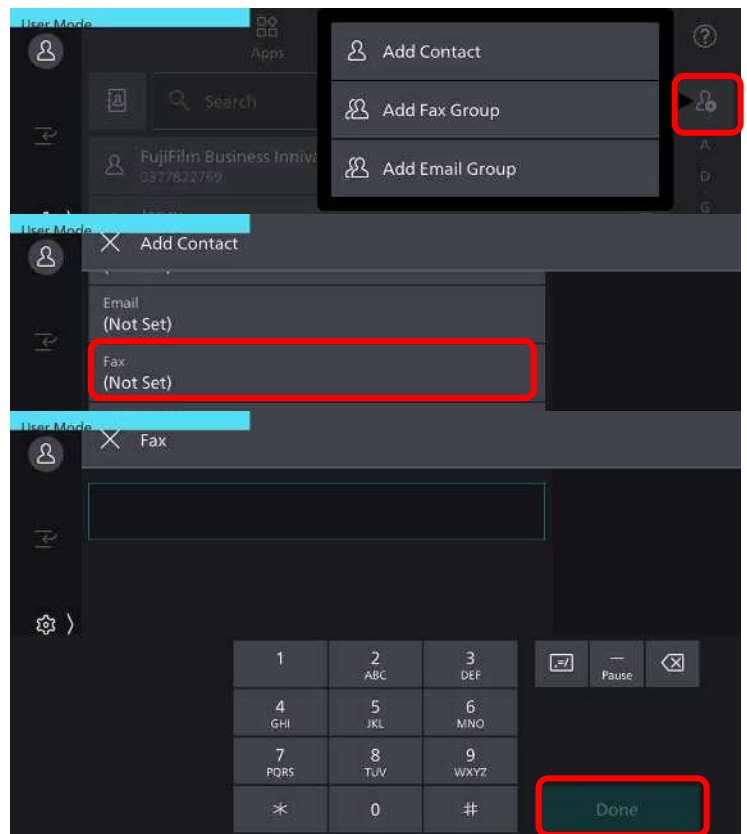 User Mode
Apps
Search
FujiFilm Business Inniva
0377822769
Add Contact
Add Fax Group
Add Email Group
A
D
G
User Mode
Add Contact
Email
(Not Set)
Fax
(Not Set)
User Mode
Fax
1
2
ABC
3
DEF
.=/
Pause
4
GHI
5
JKL
6
MNO
7
PQRS
8
TUV
9
WXYZ
*
0
#
Done